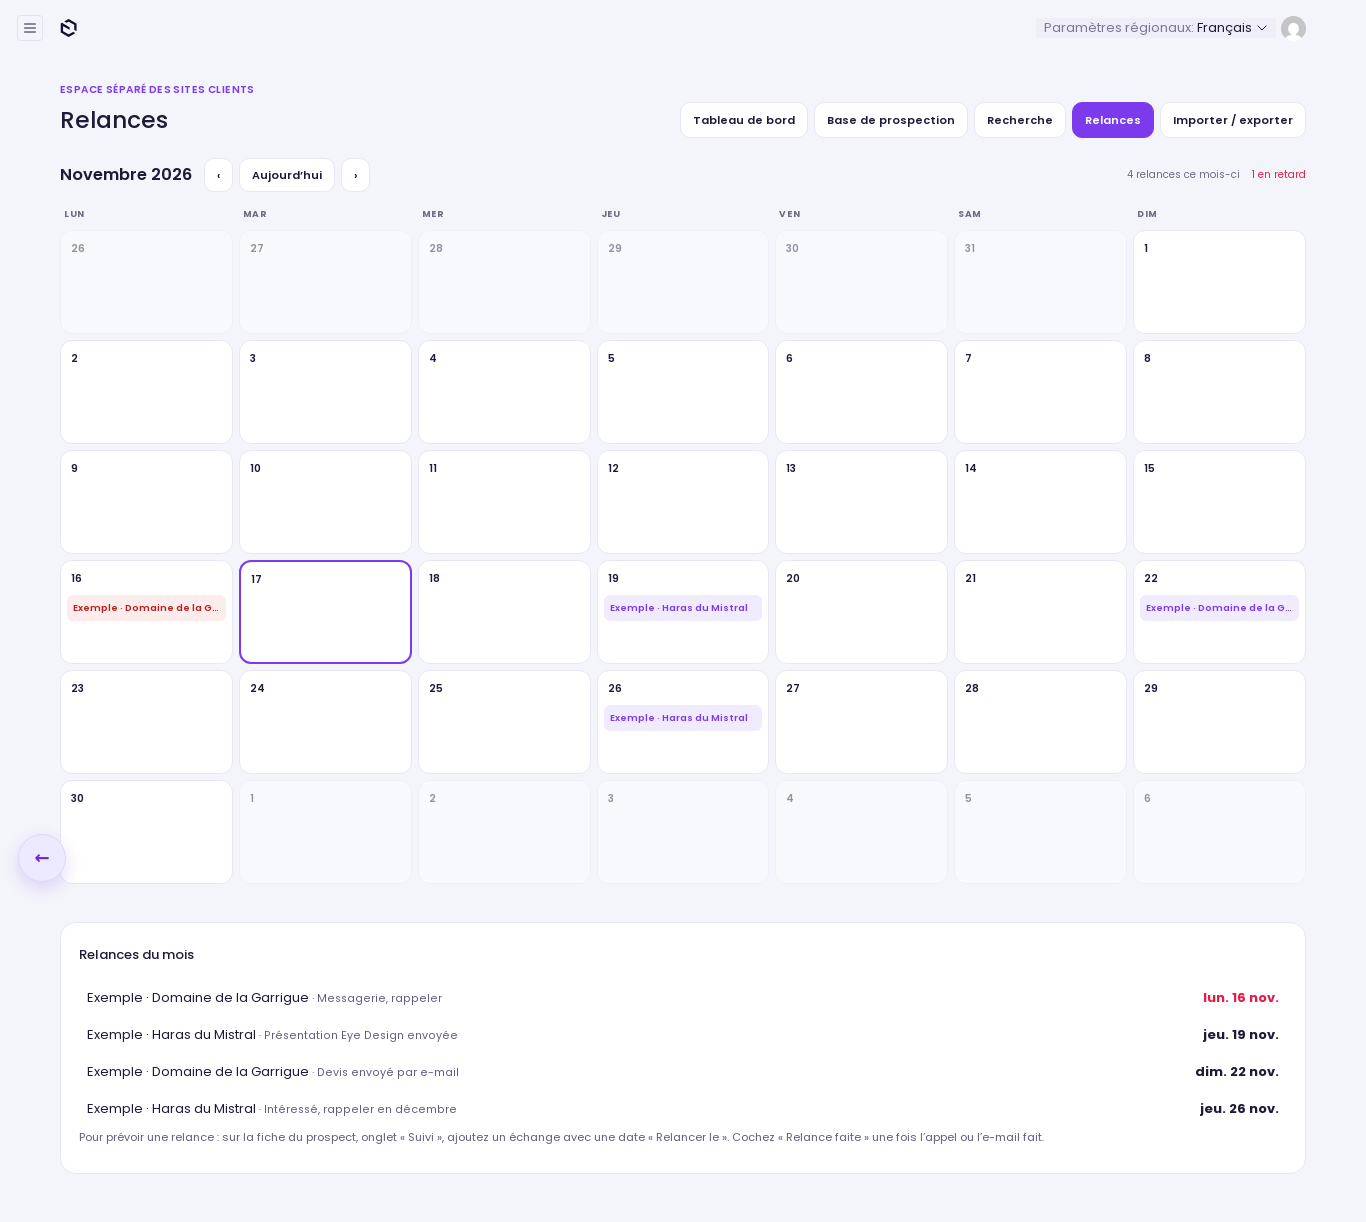 Paramètres régionaux: Français
ESPACE SÉPARÉ DES SITES CLIENTS
Relances
Tableau de bord
Base de prospection
Recherche
Relances
Importer / exporter
Novembre 2026
‹
Aujourd’hui
›
4 relances ce mois-ci
1 en retard
LUN MAR MER JEU VEN SAM DIM
26 27 28 29 30 31 1
2 3 4 5 6 7 8
9 10 11 12 13 14 15
16 17 18 19 20 21 22
Exemple · Domaine de la G…
Exemple · Haras du Mistral
Exemple · Domaine de la G…
23 24 25 26 27 28 29
Exemple · Haras du Mistral
30 1 2 3 4 5 6
←
Relances du mois
Exemple · Domaine de la Garrigue · Messagerie, rappeler lun. 16 nov.
Exemple · Haras du Mistral · Présentation Eye Design envoyée jeu. 19 nov.
Exemple · Domaine de la Garrigue · Devis envoyé par e-mail dim. 22 nov.
Exemple · Haras du Mistral · Intéressé, rappeler en décembre jeu. 26 nov.
Pour prévoir une relance : sur la fiche du prospect, onglet « Suivi », ajoutez un échange avec une date « Relancer le ». Cochez « Relance faite » une fois l’appel ou l’e-mail fait.